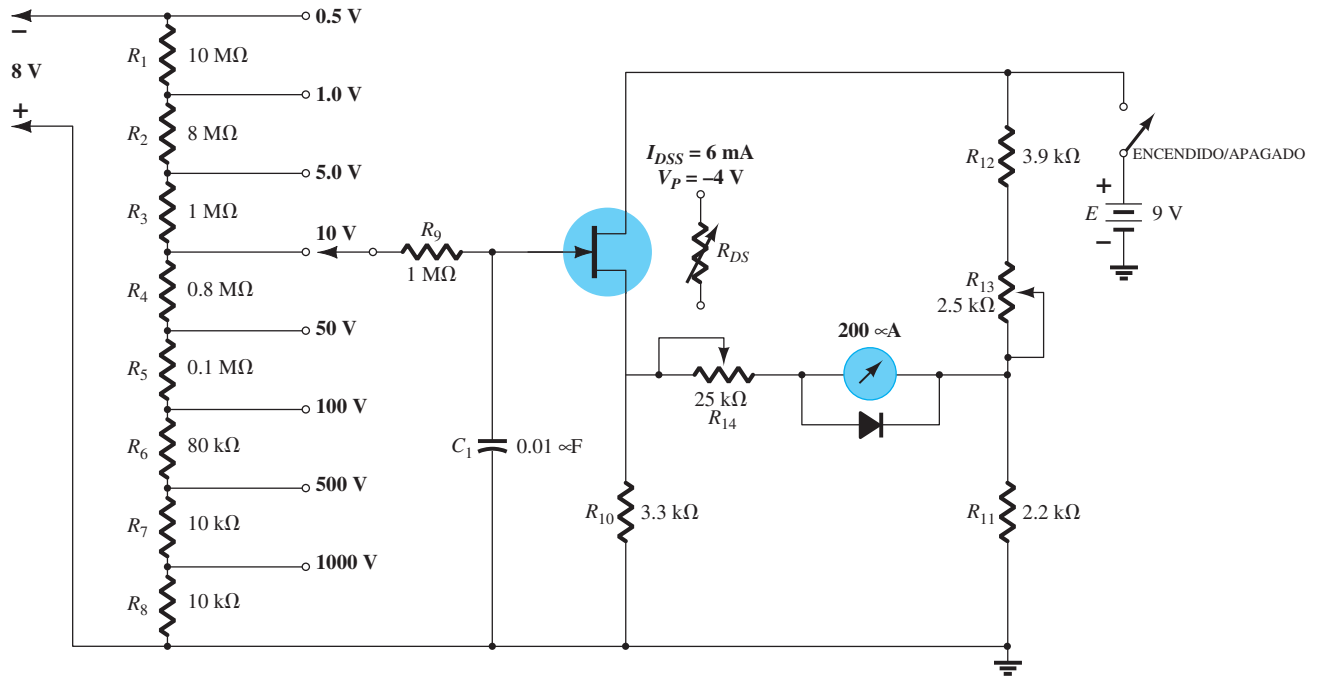 − 0.5 V
8 V
+
R1 10 MΩ
1.0 V
R2 8 MΩ
5.0 V
R3 1 MΩ
10 V
R4 0.8 MΩ
50 V
R5 0.1 MΩ
100 V
R6 80 kΩ
500 V
R7 10 kΩ
1000 V
R8 10 kΩ
R9
1 MΩ
C1 0.01 ∝F
IDSS = 6 mA
VP = −4 V
RDS
25 kΩ
R14
200 ∝A
R10 3.3 kΩ
R12 3.9 kΩ
R13
2.5 kΩ
R11 2.2 kΩ
ENCENDIDO/APAGADO
+
E 9 V
−